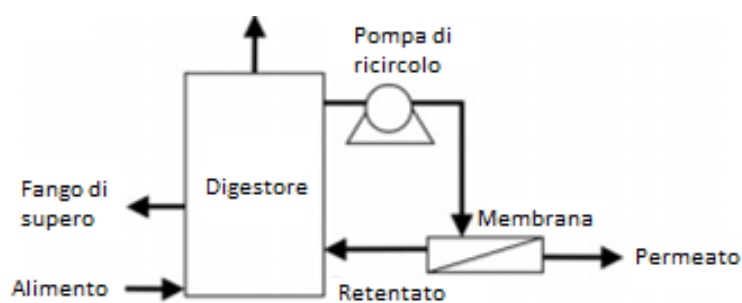 Pompa di
ricircolo
Digestore
Fango di
supero
Membrana
Permeato
Alimento
Retentato